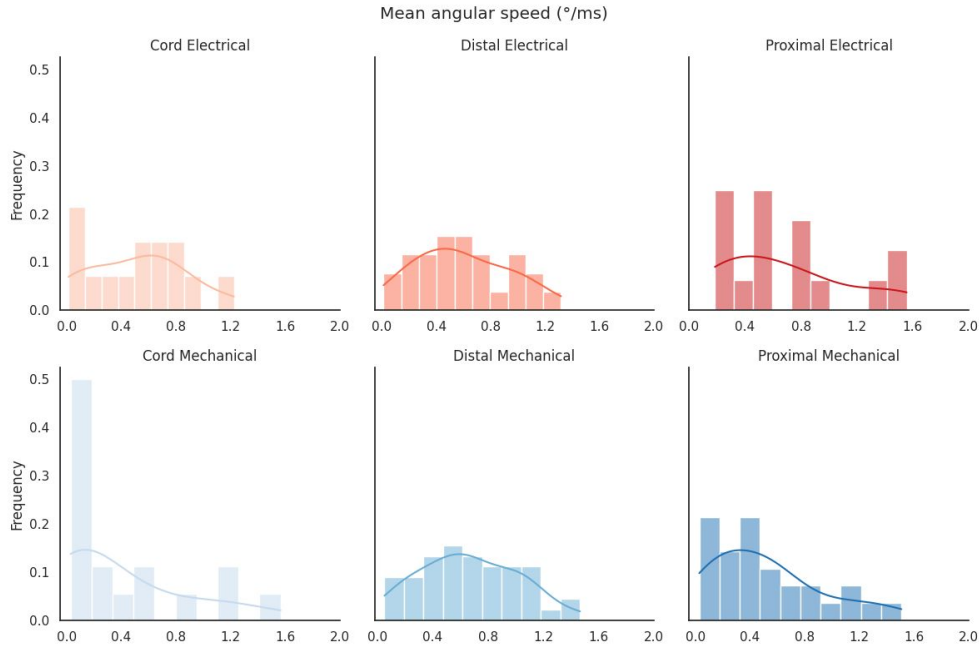 Mean angular speed (°/ms)
Cord Electrical
Distal Electrical
Proximal Electrical
Frequency
0.5
0.4
0.3
0.2
0.1
0.0
0.0 0.4 0.8 1.2 1.6 2.0
0.0 0.4 0.8 1.2 1.6 2.0
0.0 0.4 0.8 1.2 1.6 2.0
Cord Mechanical
Distal Mechanical
Proximal Mechanical
Frequency
0.5
0.4
0.3
0.2
0.1
0.0
0.0 0.4 0.8 1.2 1.6 2.0
0.0 0.4 0.8 1.2 1.6 2.0
0.0 0.4 0.8 1.2 1.6 2.0